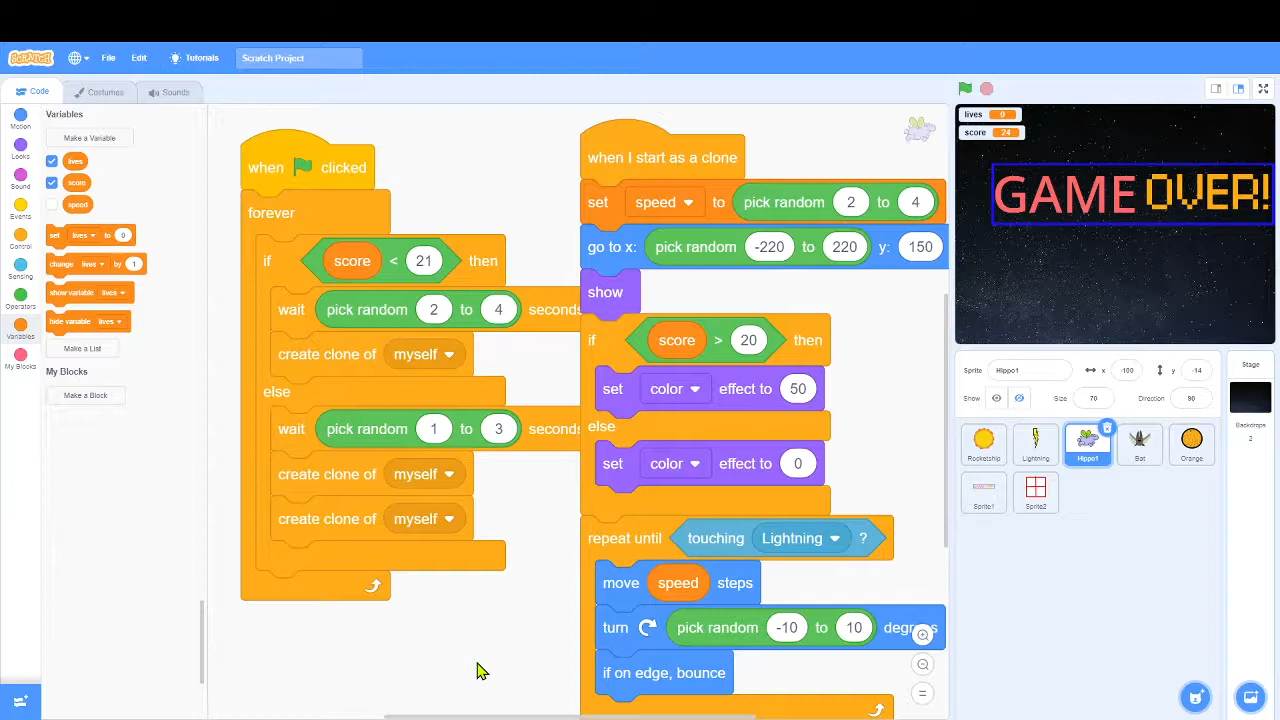 SCRATCH
File
Edit
Tutorials
Scratch Project
Code
Costumes
Sounds
Motion
Looks
Sound
Events
Control
Sensing
Operators
Variables
My Blocks
Variables
Make a Variable
lives
score
speed
set lives to 0
change lives by 1
show variable lives
hide variable lives
Make a List
My Blocks
Make a Block
when clicked
forever
if score < 21 then
wait pick random 2 to 4 seconds
create clone of myself
else
wait pick random 1 to 3 seconds
create clone of myself
create clone of myself
when I start as a clone
set speed to pick random 2 to 4
go to x: pick random -220 to 220 y: 150
show
if score > 20 then
set color effect to 50
else
set color effect to 0
repeat until touching Lightning ?
move speed steps
turn pick random -10 to 10 degrees
if on edge, bounce
lives 0
score 24
GAME OVER!
Sprite Hippo1 x -100 y -14
Show Size 70 Direction 90
Rocketship
Lightning
Hippo1
Bat
Orange
Sprite1
Sprite2
Stage
Backdrops
2